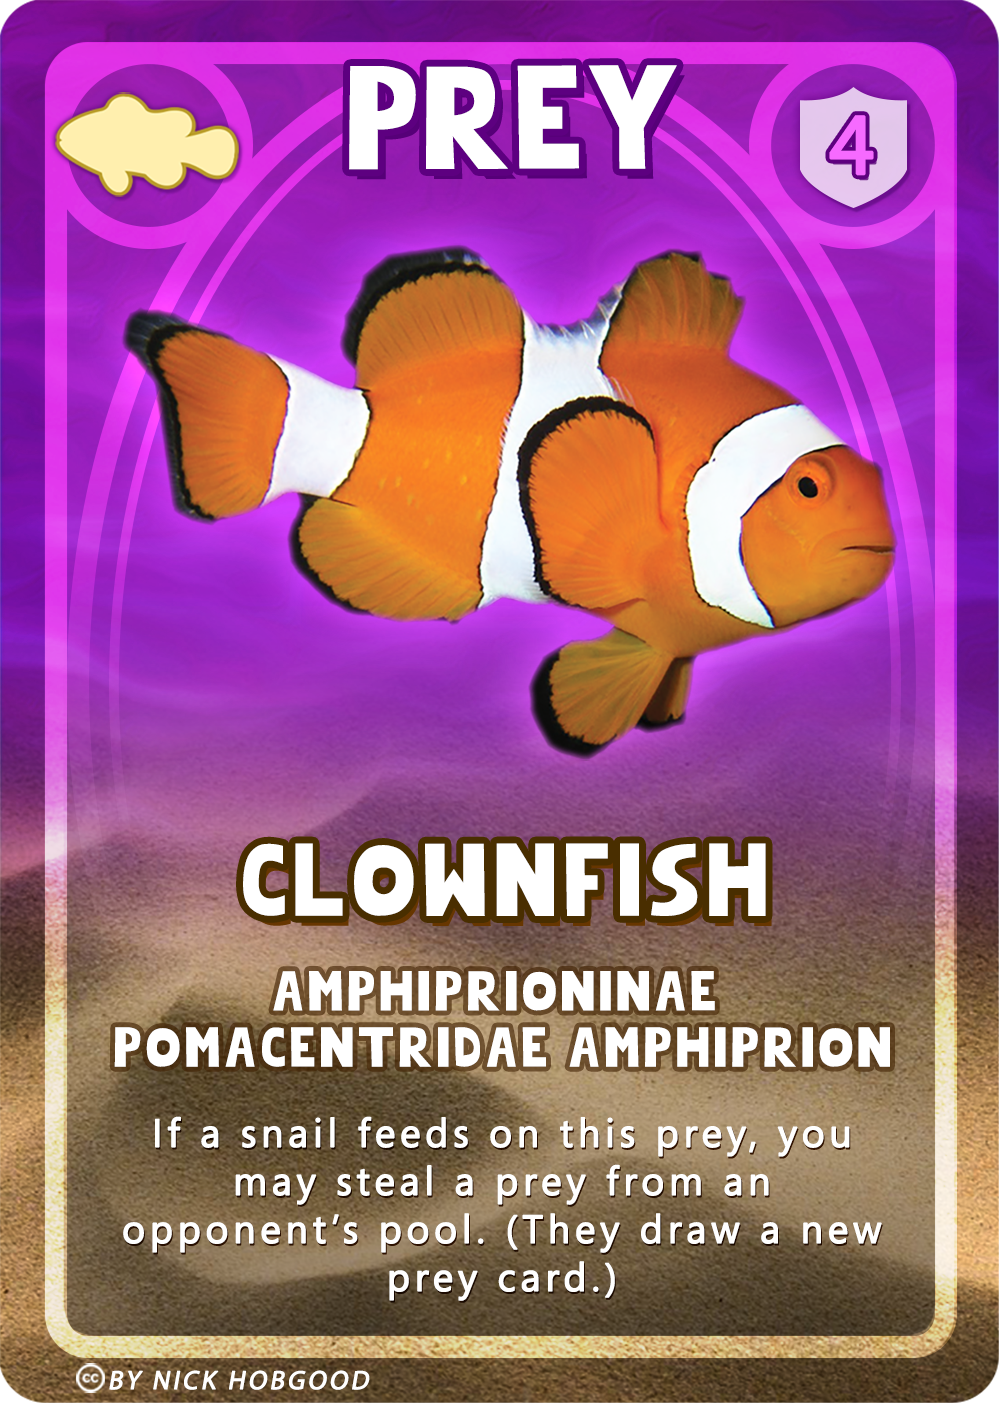 PREY
4
CLOWNFISH
AMPHIPRIONINAE
POMACENTRIDAE AMPHIPRION
If a snail feeds on this prey, you
may steal a prey from an
opponent's pool. (They draw a new
prey card.)
cc BY NICK HOBGOOD